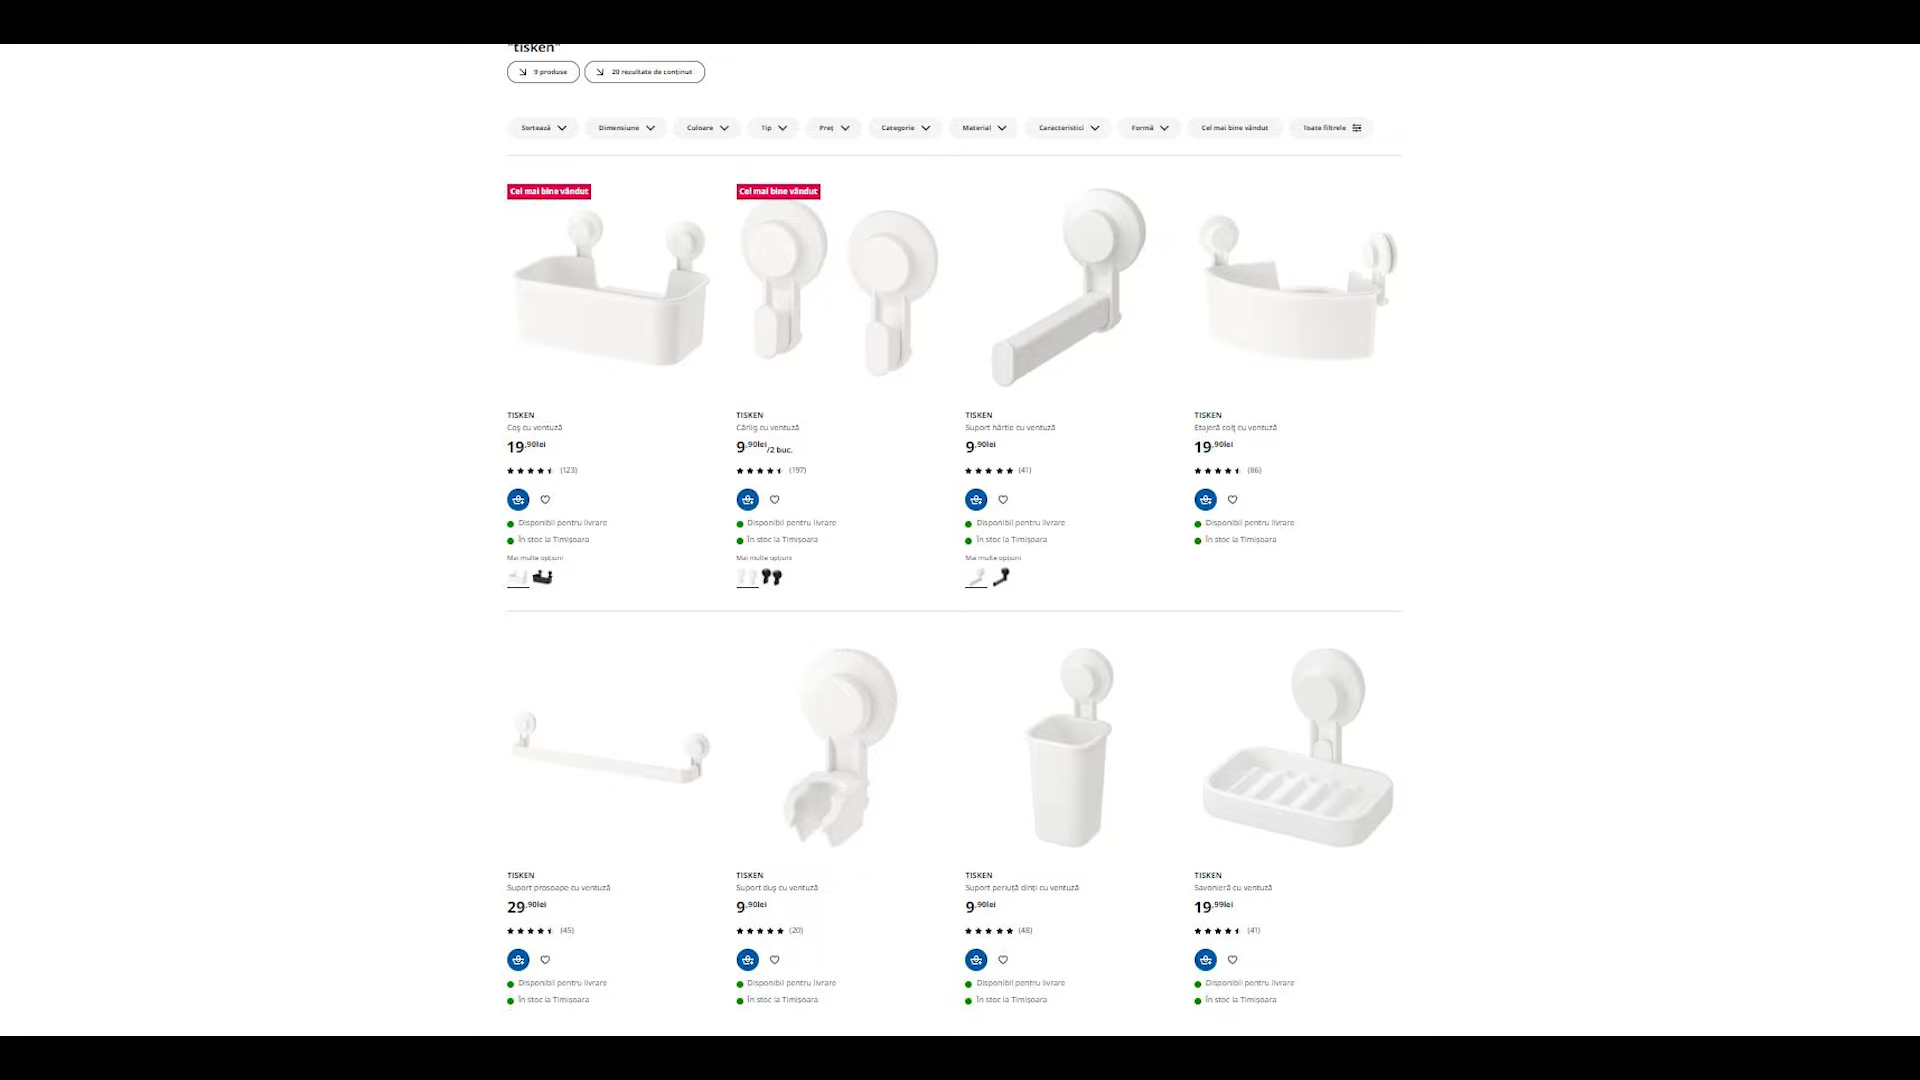 "tisken"
9 produse 20 rezultate de conținut
Sortează Dimensiune Culoare Tip Preț Categorie Material Caracteristici Formă Cel mai bine vândut Toate filtrele
Cel mai bine vândut Cel mai bine vândut
TISKEN TISKEN TISKEN TISKEN
Coș cu ventuză Cârlig cu ventuză Suport hârtie cu ventuză Etajeră colț cu ventuză
19,90lei 9,90lei/2 buc. 9,90lei 19,90lei
(123) (197) (41) (86)
Disponibil pentru livrare Disponibil pentru livrare Disponibil pentru livrare Disponibil pentru livrare
În stoc la Timișoara În stoc la Timișoara În stoc la Timișoara În stoc la Timișoara
Mai multe opțiuni Mai multe opțiuni Mai multe opțiuni
TISKEN TISKEN TISKEN TISKEN
Suport prosoape cu ventuză Suport duș cu ventuză Suport periuță dinți cu ventuză Savonieră cu ventuză
29,90lei 9,90lei 9,90lei 19,99lei
(45) (20) (48) (41)
Disponibil pentru livrare Disponibil pentru livrare Disponibil pentru livrare Disponibil pentru livrare
În stoc la Timișoara În stoc la Timișoara În stoc la Timișoara În stoc la Timișoara